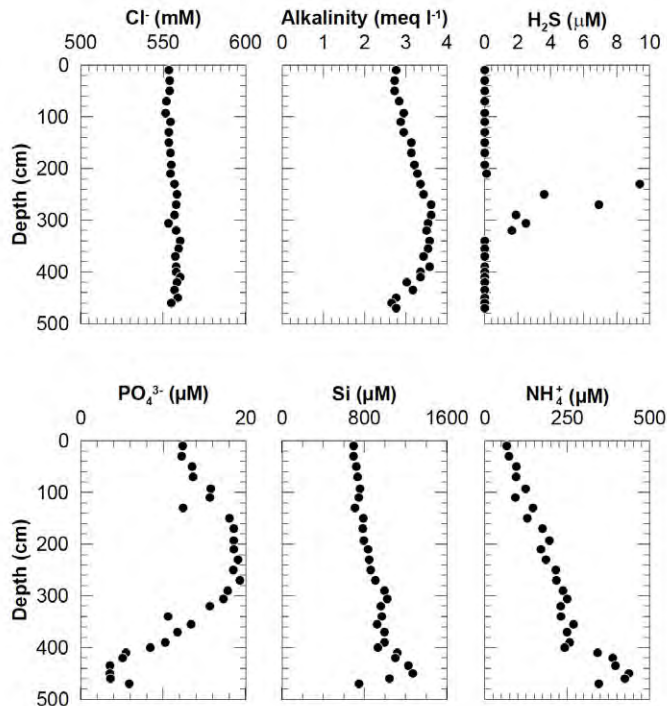 Cl⁻ (mM) Alkalinity (meq l⁻¹) H₂S (µM)
500 550 600 0 1 2 3 4 0 2 4 6 8 10
0
100
200
300
400
500
Depth (cm)
PO₄³⁻ (µM) Si (µM) NH₄⁺ (µM)
0 20 0 800 1600 0 250 500
0
100
200
300
400
500
Depth (cm)